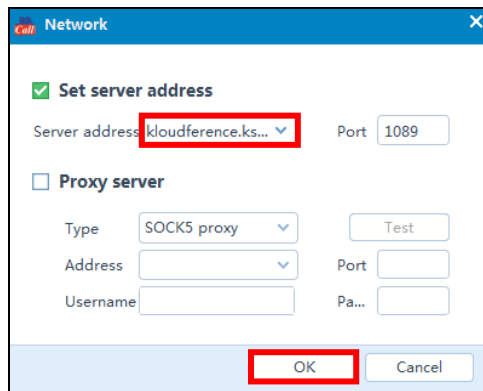 Call Network
Set server address
Server address kloudference.ks... Port 1089
Proxy server
Type SOCK5 proxy Test
Address Port
Username Pa...
OK Cancel